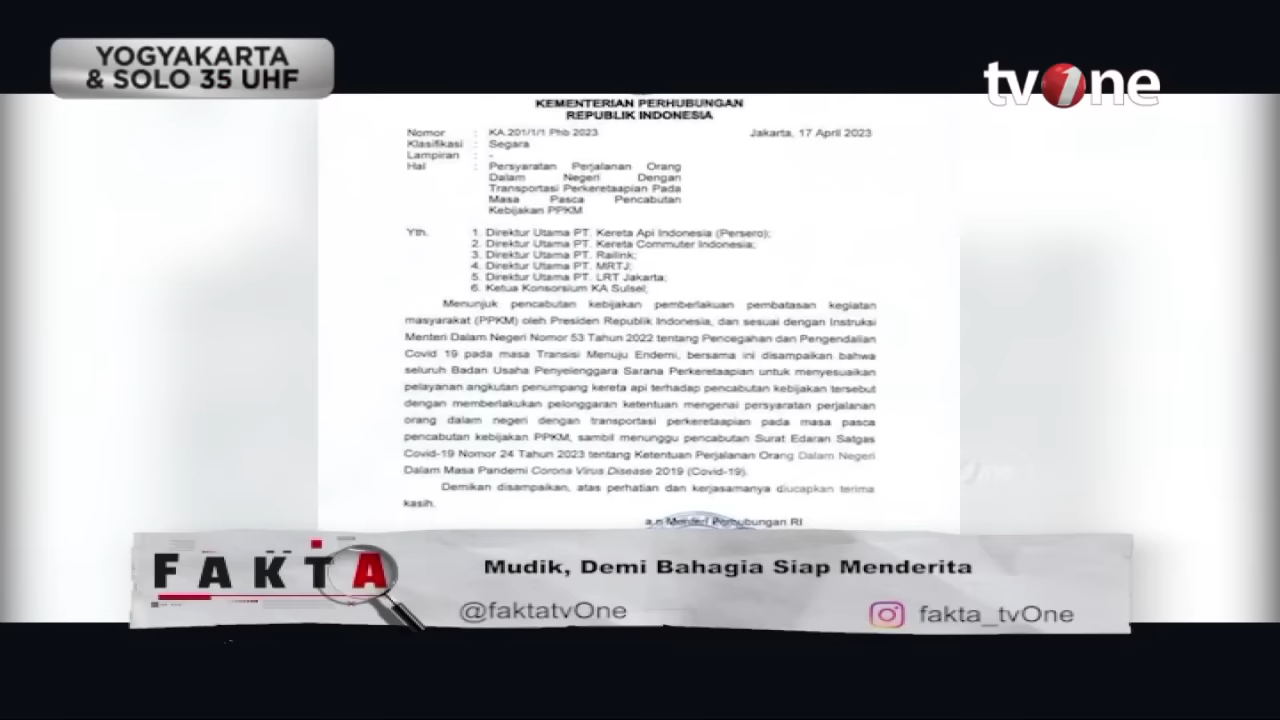 YOGYAKARTA
& SOLO 35 UHF
tvOne
KEMENTERIAN PERHUBUNGAN
REPUBLIK INDONESIA
Nomor : KA.201/1/1 Phb 2023 Jakarta, 17 April 2023
Klasifikasi : Segara
Lampiran : -
Hal : Persyaratan Perjalanan Orang
Dalam Negeri Dengan
Transportasi Perkeretaapian Pada
Masa Pasca Pencabutan
Kebijakan PPKM
Yth. 1. Direktur Utama PT. Kereta Api Indonesia (Persero);
2. Direktur Utama PT. Kereta Commuter Indonesia;
3. Direktur Utama PT. Railink;
4. Direktur Utama PT. MRTJ;
5. Direktur Utama PT. LRT Jakarta;
6. Ketua Konsorsium KA Sulsel;
Menunjuk pencabutan kebijakan pemberlakuan pembatasan kegiatan
masyarakat (PPKM) oleh Presiden Republik Indonesia, dan sesuai dengan Instruksi
Menteri Dalam Negeri Nomor 53 Tahun 2022 tentang Pencegahan dan Pengendalian
Covid 19 pada masa Transisi Menuju Endemi, bersama ini disampaikan bahwa
seluruh Badan Usaha Penyelenggara Sarana Perkeretaapian untuk menyesuaikan
pelayanan angkutan penumpang kereta api terhadap pencabutan kebijakan tersebut
dengan memberlakukan pelonggaran ketentuan mengenai persyaratan perjalanan
orang dalam negeri dengan transportasi perkeretaapian pada masa pasca
pencabutan kebijakan PPKM, sambil menunggu pencabutan Surat Edaran Satgas
Covid-19 Nomor 24 Tahun 2023 tentang Ketentuan Perjalanan Orang Dalam Negeri
Dalam Masa Pandemi Corona Virus Disease 2019 (Covid-19).
Demikan disampaikan, atas perhatian dan kerjasamanya diucapkan terima
kasih.
a.n Menteri Perhubungan RI
FAKTA
Mudik, Demi Bahagia Siap Menderita
@faktatvOne
fakta_tvOne